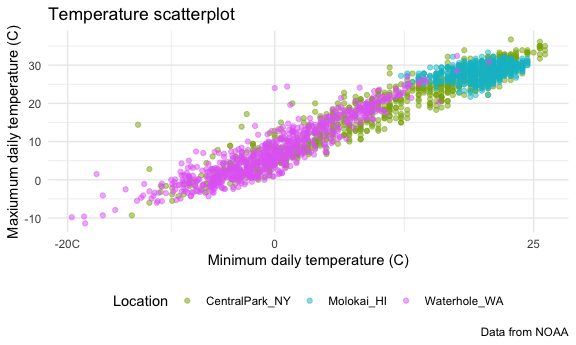 Temperature scatterplot
Maxiumum daily temperature (C)
30
20
10
0
-10
-20C
0
25
Minimum daily temperature (C)
Location
CentralPark_NY
Molokai_HI
Waterhole_WA
Data from NOAA